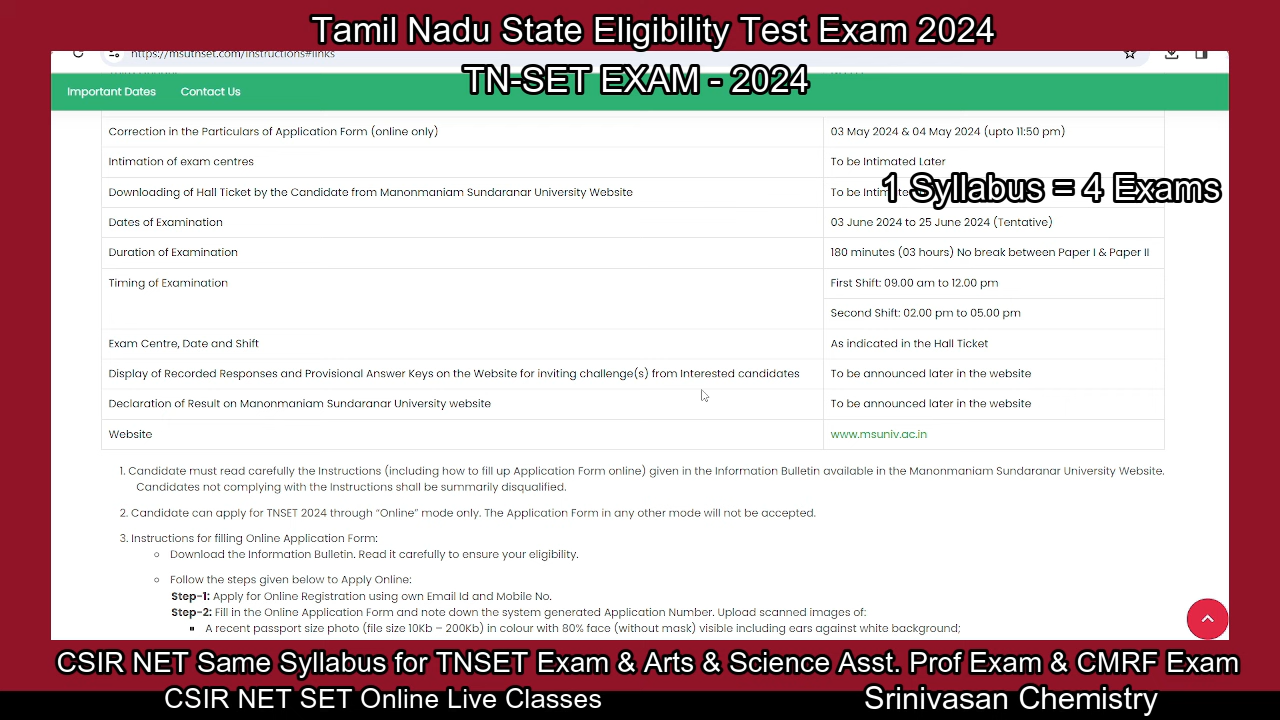 Tamil Nadu State Eligibility Test Exam 2024
https://msutnset.com/instructions#links
TN-SET EXAM - 2024
Important Dates Contact Us
Correction in the Particulars of Application Form (online only) 03 May 2024 & 04 May 2024 (upto 11:50 pm)
Intimation of exam centres To be Intimated Later
1 Syllabus = 4 Exams
Downloading of Hall Ticket by the Candidate from Manonmaniam Sundaranar University Website To be
Dates of Examination 03 June 2024 to 25 June 2024 (Tentative)
Duration of Examination 180 minutes (03 hours) No break between Paper I & Paper II
Timing of Examination First Shift: 09.00 am to 12.00 pm
Second Shift: 02.00 pm to 05.00 pm
Exam Centre, Date and Shift As indicated in the Hall Ticket
Display of Recorded Responses and Provisional Answer Keys on the Website for inviting challenge(s) from Interested candidates To be announced later in the website
Declaration of Result on Manonmaniam Sundaranar University website To be announced later in the website
Website www.msuniv.ac.in
1. Candidate must read carefully the Instructions (including how to fill up Application Form online) given in the Information Bulletin available in the Manonmaniam Sundaranar University Website.
Candidates not complying with the Instructions shall be summarily disqualified.
2. Candidate can apply for TNSET 2024 through “Online” mode only. The Application Form in any other mode will not be accepted.
3. Instructions for filling Online Application Form:
Download the Information Bulletin. Read it carefully to ensure your eligibility.
Follow the steps given below to Apply Online:
Step-1: Apply for Online Registration using own Email Id and Mobile No.
Step-2: Fill in the Online Application Form and note down the system generated Application Number. Upload scanned images of:
A recent passport size photo (file size 10Kb – 200Kb) in colour with 80% face (without mask) visible including ears against white background;
CSIR NET Same Syllabus for TNSET Exam & Arts & Science Asst. Prof Exam & CMRF Exam
CSIR NET SET Online Live Classes Srinivasan Chemistry